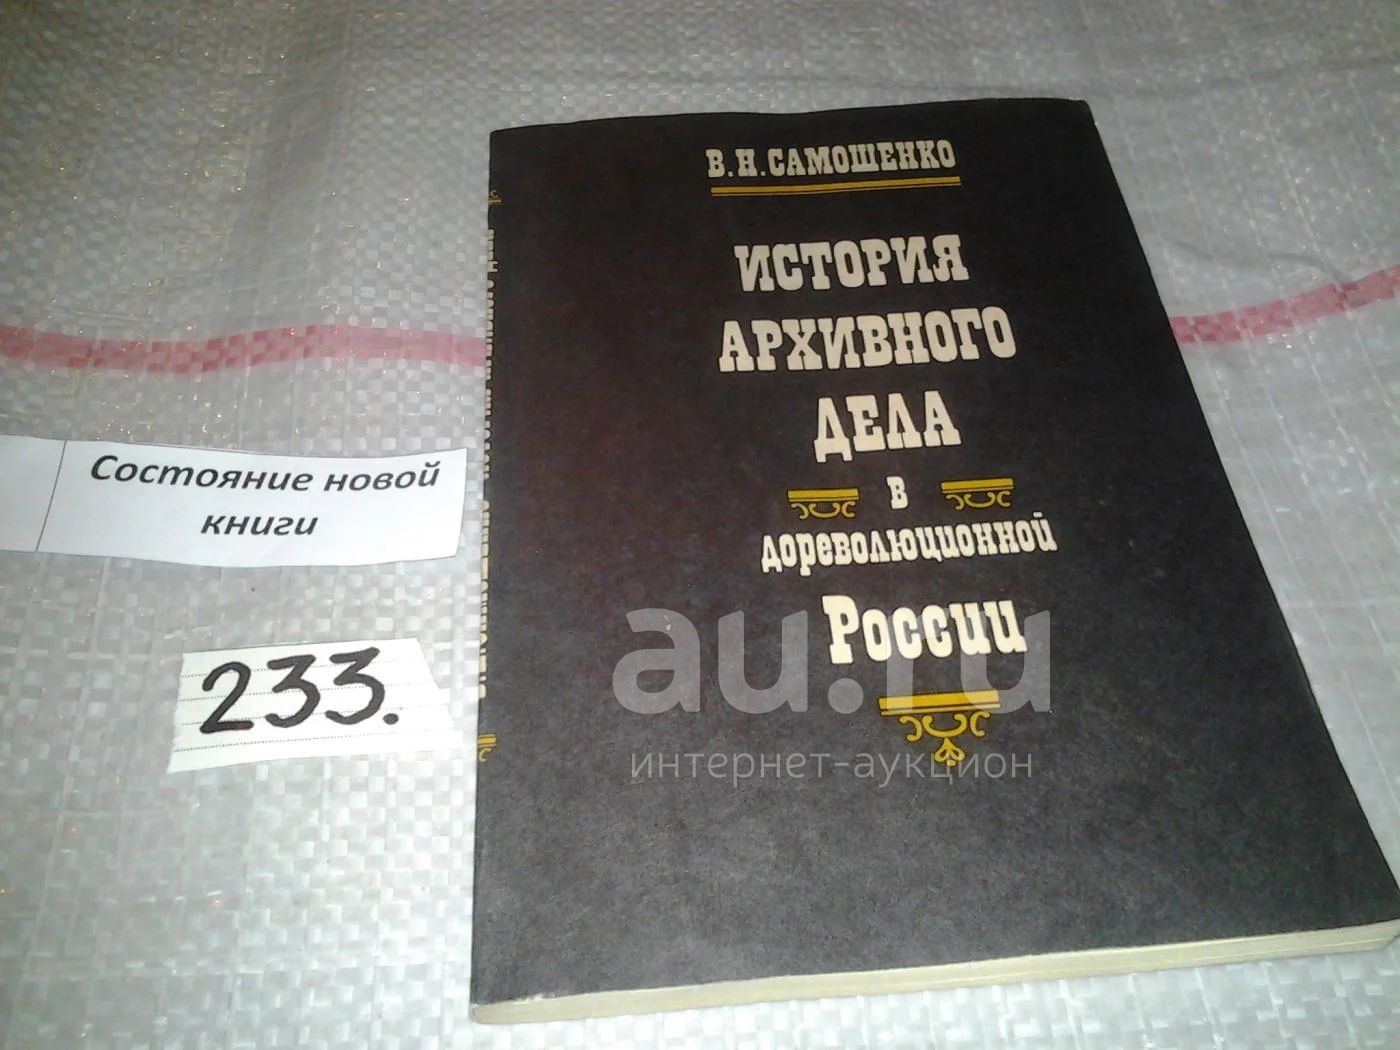 В. Н. САМОШЕНКО
ИСТОРИЯ
АРХИВНОГО
ДЕЛА
В
ДОРЕВОЛЮЦИОННОЙ
РОССИИ
Состояние новой
книги
233.
au.ru
интернет-аукцион